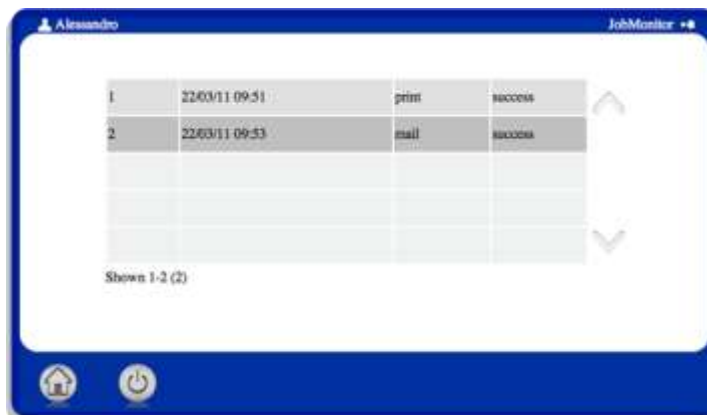 Alessandro JobMonitor
1 22/03/11 09:51 print success
2 22/03/11 09:53 mail success
Shown 1-2 (2)